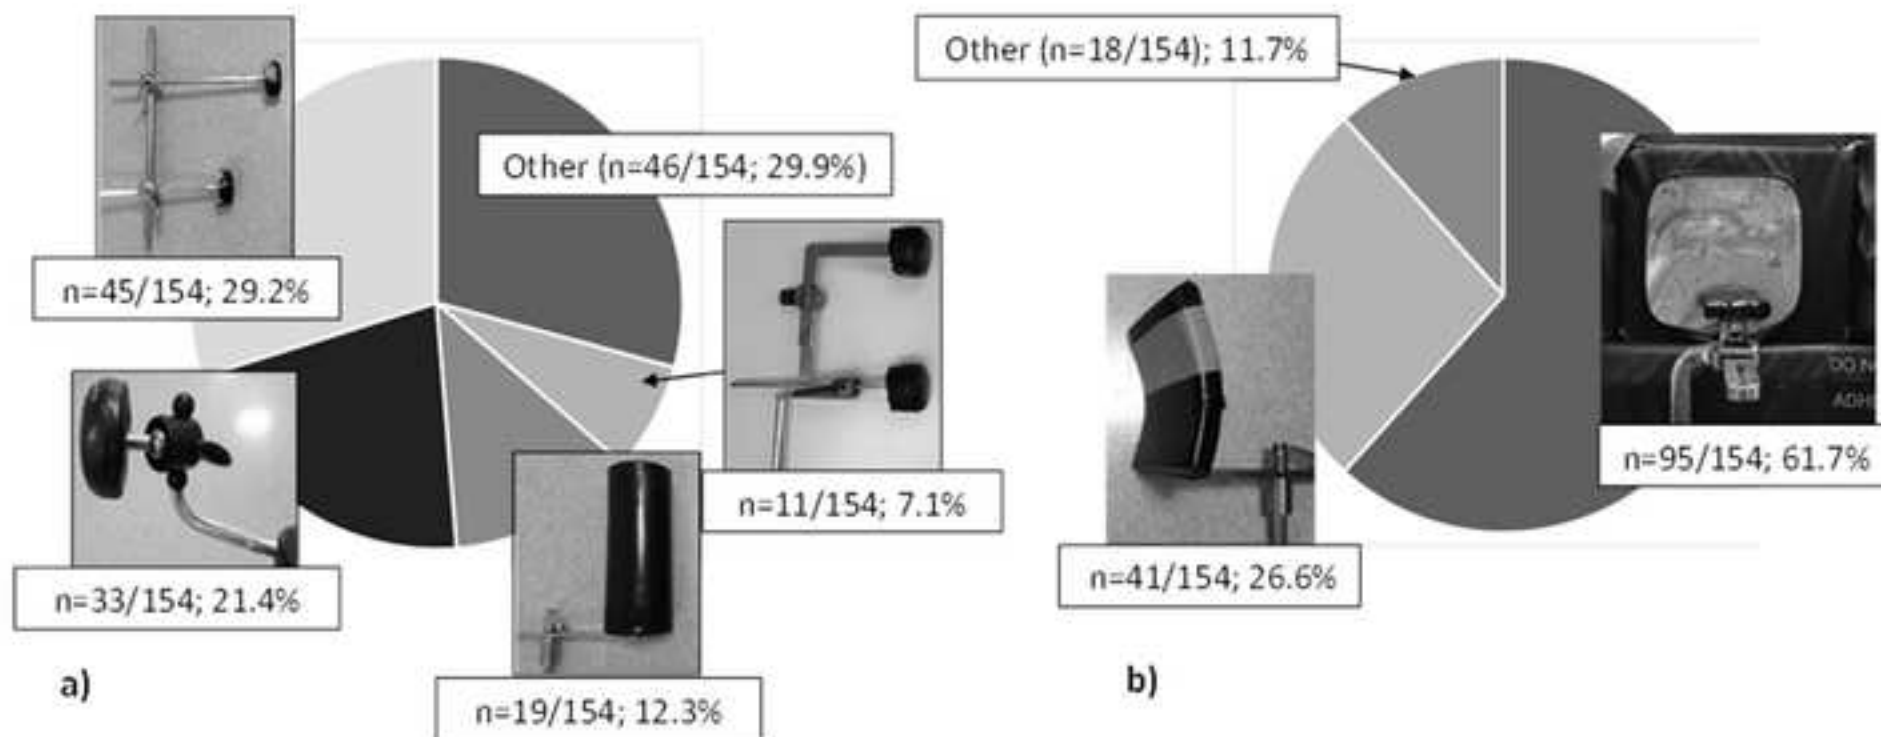 Other (n=46/154; 29.9%)
n=45/154; 29.2%
n=33/154; 21.4%
n=19/154; 12.3%
n=11/154; 7.1%
a)
Other (n=18/154); 11.7%
n=95/154; 61.7%
n=41/154; 26.6%
b)
DO